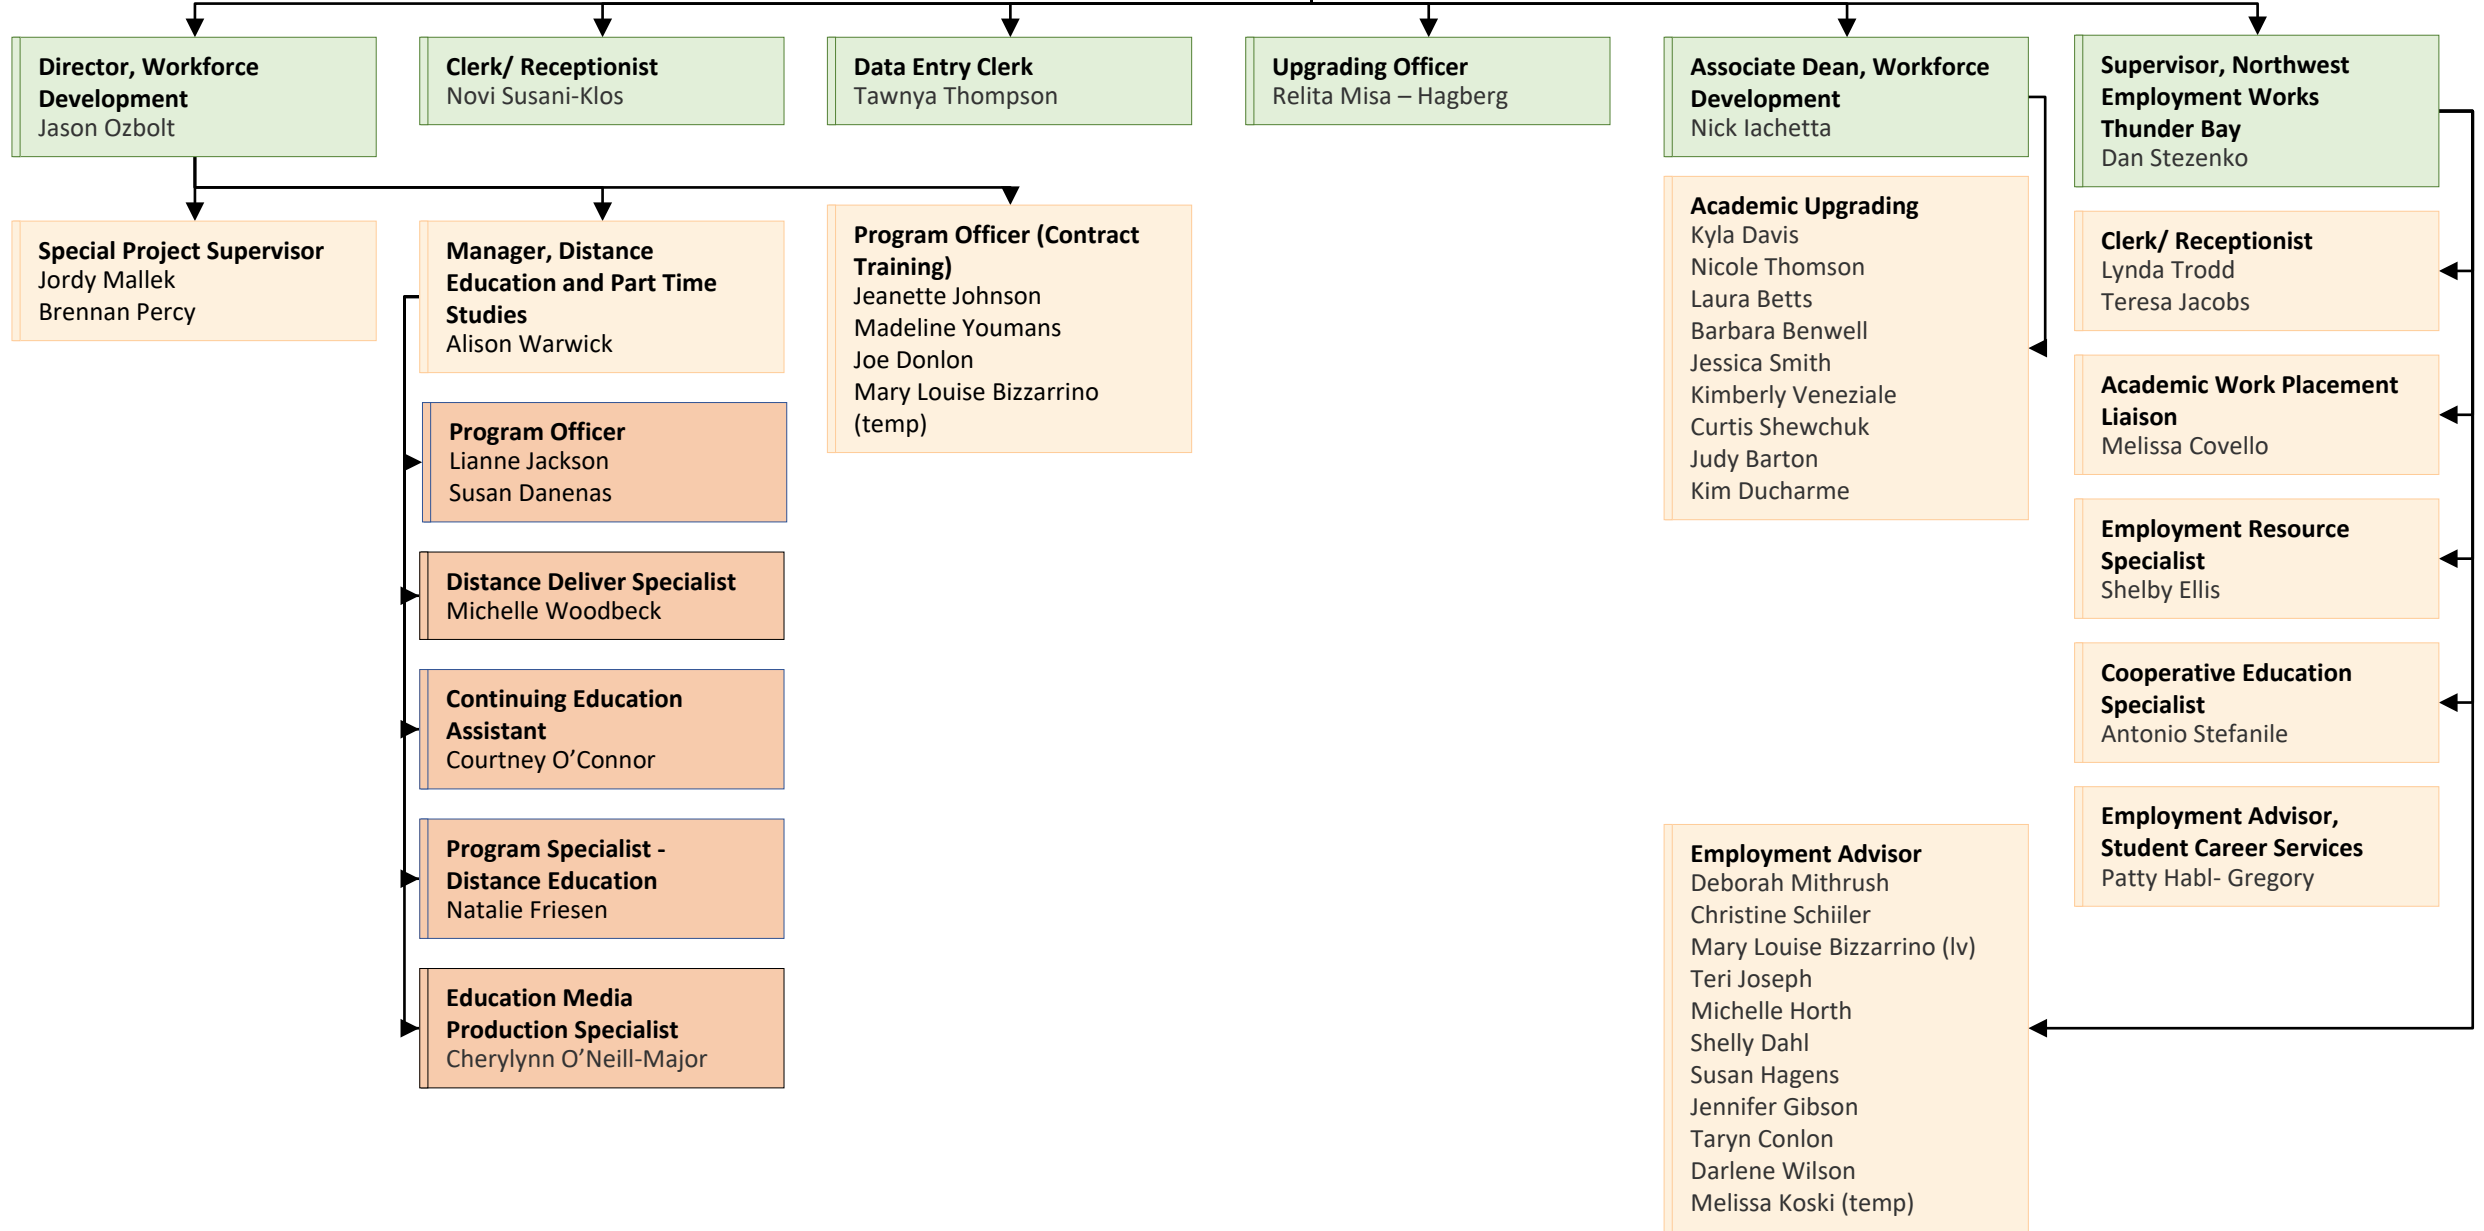 Director, Workforce
Development
Jason Ozbolt
Clerk/ Receptionist
Novi Susani-Klos
Data Entry Clerk
Tawnya Thompson
Upgrading Officer
Relita Misa – Hagberg
Associate Dean, Workforce
Development
Nick Iachetta
Supervisor, Northwest
Employment Works
Thunder Bay
Dan Stezenko
Special Project Supervisor
Jordy Mallek
Brennan Percy
Manager, Distance
Education and Part Time
Studies
Alison Warwick
Program Officer (Contract
Training)
Jeanette Johnson
Madeline Youmans
Joe Donlon
Mary Louise Bizzarrino
(temp)
Program Officer
Lianne Jackson
Susan Danenas
Distance Deliver Specialist
Michelle Woodbeck
Continuing Education
Assistant
Courtney O’Connor
Program Specialist -
Distance Education
Natalie Friesen
Education Media
Production Specialist
Cherylynn O’Neill-Major
Academic Upgrading
Kyla Davis
Nicole Thomson
Laura Betts
Barbara Benwell
Jessica Smith
Kimberly Veneziale
Curtis Shewchuk
Judy Barton
Kim Ducharme
Clerk/ Receptionist
Lynda Trodd
Teresa Jacobs
Academic Work Placement
Liaison
Melissa Covello
Employment Resource
Specialist
Shelby Ellis
Cooperative Education
Specialist
Antonio Stefanile
Employment Advisor,
Student Career Services
Patty Habl- Gregory
Employment Advisor
Deborah Mithrush
Christine Schiiler
Mary Louise Bizzarrino (lv)
Teri Joseph
Michelle Horth
Shelly Dahl
Susan Hagens
Jennifer Gibson
Taryn Conlon
Darlene Wilson
Melissa Koski (temp)